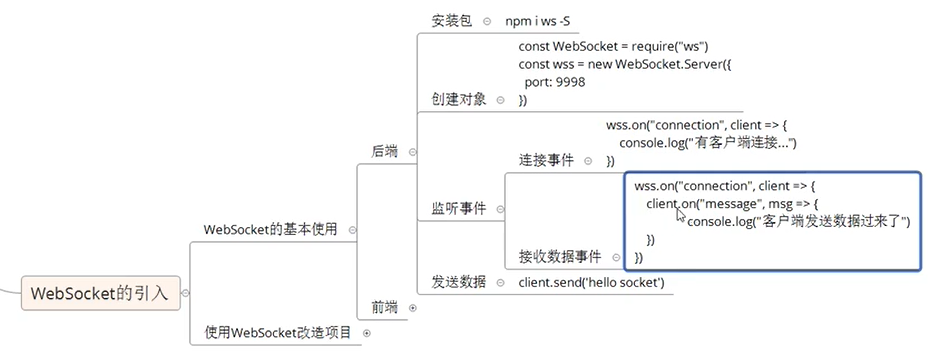 安装包
npm i ws -S
创建对象
const WebSocket = require("ws")
const wss = new WebSocket.Server({
port: 9998
})
后端
监听事件
连接事件
wss.on("connection", client => {
console.log("有客户端连接...")
})
接收数据事件
wss.on("connection", client => {
client.on("message", msg => {
console.log("客户端发送数据过来了")
})
})
发送数据
client.send('hello socket')
WebSocket的基本使用
前端
WebSocket的引入
使用WebSocket改造项目